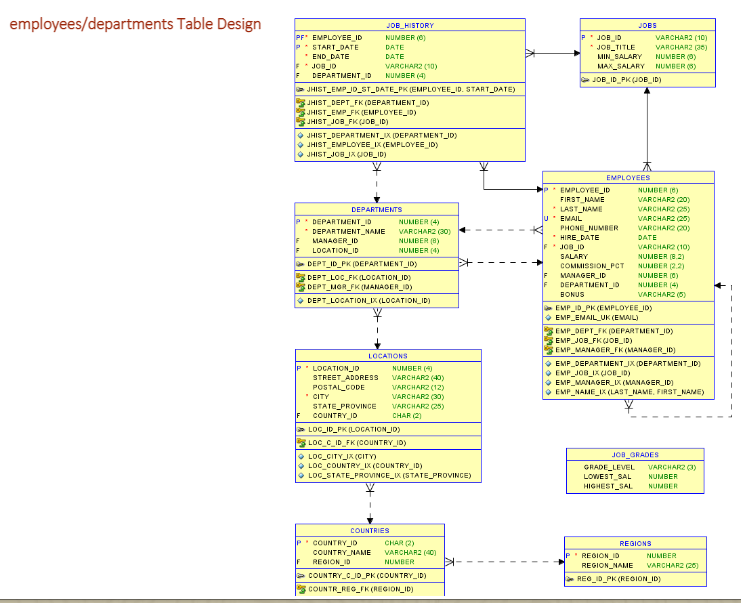 employees/departments Table Design
JOB_HISTORY
PF* EMPLOYEE_ID NUMBER (6)
P * START_DATE DATE
* END_DATE DATE
F * JOB_ID VARCHAR2 (10)
F DEPARTMENT_ID NUMBER (4)
JHIST_EMP_ID_ST_DATE_PK (EMPLOYEE_ID, START_DATE)
JHIST_DEPT_FK (DEPARTMENT_ID)
JHIST_EMP_FK (EMPLOYEE_ID)
JHIST_JOB_FK (JOB_ID)
JHIST_DEPARTMENT_IX (DEPARTMENT_ID)
JHIST_EMPLOYEE_IX (EMPLOYEE_ID)
JHIST_JOB_IX (JOB_ID)
JOBS
P * JOB_ID VARCHAR2 (10)
* JOB_TITLE VARCHAR2 (35)
MIN_SALARY NUMBER (6)
MAX_SALARY NUMBER (6)
JOB_ID_PK (JOB_ID)
EMPLOYEES
P * EMPLOYEE_ID NUMBER (6)
FIRST_NAME VARCHAR2 (20)
* LAST_NAME VARCHAR2 (25)
U * EMAIL VARCHAR2 (25)
PHONE_NUMBER VARCHAR2 (20)
* HIRE_DATE DATE
F * JOB_ID VARCHAR2 (10)
SALARY NUMBER (8,2)
COMMISSION_PCT NUMBER (2,2)
F MANAGER_ID NUMBER (6)
F DEPARTMENT_ID NUMBER (4)
BONUS VARCHAR2 (5)
EMP_ID_PK (EMPLOYEE_ID)
EMP_EMAIL_UK (EMAIL)
EMP_DEPT_FK (DEPARTMENT_ID)
EMP_JOB_FK (JOB_ID)
EMP_MANAGER_FK (MANAGER_ID)
EMP_DEPARTMENT_IX (DEPARTMENT_ID)
EMP_JOB_IX (JOB_ID)
EMP_MANAGER_IX (MANAGER_ID)
EMP_NAME_IX (LAST_NAME, FIRST_NAME)
DEPARTMENTS
P * DEPARTMENT_ID NUMBER (4)
* DEPARTMENT_NAME VARCHAR2 (30)
F MANAGER_ID NUMBER (6)
F LOCATION_ID NUMBER (4)
DEPT_ID_PK (DEPARTMENT_ID)
DEPT_LOC_FK (LOCATION_ID)
DEPT_MGR_FK (MANAGER_ID)
DEPT_LOCATION_IX (LOCATION_ID)
LOCATIONS
P * LOCATION_ID NUMBER (4)
STREET_ADDRESS VARCHAR2 (40)
POSTAL_CODE VARCHAR2 (12)
* CITY VARCHAR2 (30)
STATE_PROVINCE VARCHAR2 (25)
F COUNTRY_ID CHAR (2)
LOC_ID_PK (LOCATION_ID)
LOC_C_ID_FK (COUNTRY_ID)
LOC_CITY_IX (CITY)
LOC_COUNTRY_IX (COUNTRY_ID)
LOC_STATE_PROVINCE_IX (STATE_PROVINCE)
JOB_GRADES
GRADE_LEVEL VARCHAR2 (3)
LOWEST_SAL NUMBER
HIGHEST_SAL NUMBER
COUNTRIES
P * COUNTRY_ID CHAR (2)
COUNTRY_NAME VARCHAR2 (40)
F REGION_ID NUMBER
COUNTRY_C_ID_PK (COUNTRY_ID)
COUNTR_REG_FK (REGION_ID)
REGIONS
P * REGION_ID NUMBER
REGION_NAME VARCHAR2 (25)
REG_ID_PK (REGION_ID)